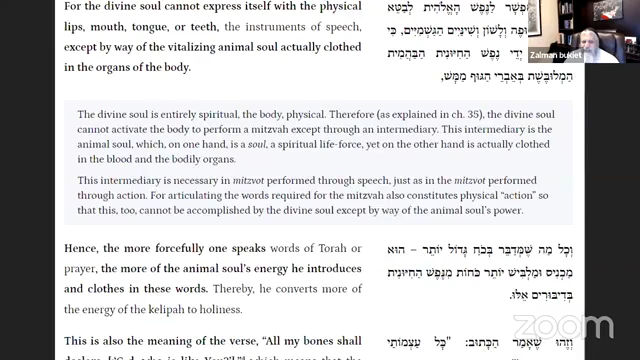 For the divine soul cannot express itself with the physical
lips, mouth, tongue, or teeth, the instruments of speech,
except by way of the vitalizing animal soul actually clothed
in the organs of the body.
לְנֶפֶשׁ הָאֱלֹהִית לְבַטֵּא
וְלָשׁוֹן וְשִׁינַּיִם הַגַּשְׁמִיִּים, כִּי
יְדֵי נֶפֶשׁ הַחִיּוּנִית הַבַּהֲמִית
הַמְלוּבֶּשֶׁת בְּאֵבְרֵי הַגּוּף מַמָּשׁ,
Zalman bukiet
The divine soul is entirely spiritual, the body, physical. Therefore (as explained in ch. 35), the divine soul
cannot activate the body to perform a mitzvah except through an intermediary. This intermediary is the
animal soul, which, on one hand, is a soul, a spiritual life-force, yet on the other hand is actually clothed
in the blood and the bodily organs.
This intermediary is necessary in mitzvot performed through speech, just as in the mitzvot performed
through action. For articulating the words required for the mitzvah also constitutes physical “action” so
that this, too, cannot be accomplished by the divine soul except by way of the animal soul’s power.
Hence, the more forcefully one speaks words of Torah or
prayer, the more of the animal soul’s energy he introduces
and clothes in these words. Thereby, he converts more of
the energy of the kelipah to holiness.
וְכָל מַה שֶּׁמְּדַבֵּר בְּכֹחַ גָּדוֹל יוֹתֵר – הוּא
מַכְנִיס וּמַלְבִּישׁ יוֹתֵר כֹּחוֹת מִנֶּפֶשׁ הַחִיּוּנִית
בְּדִיבּוּרִים אֵלּוּ.
This is also the meaning of the verse, “All my bones shall
וְזֶהוּ שֶׁאָמַר הַכָּתוּב: "כָּל עַצְמוֹתַי
zoom